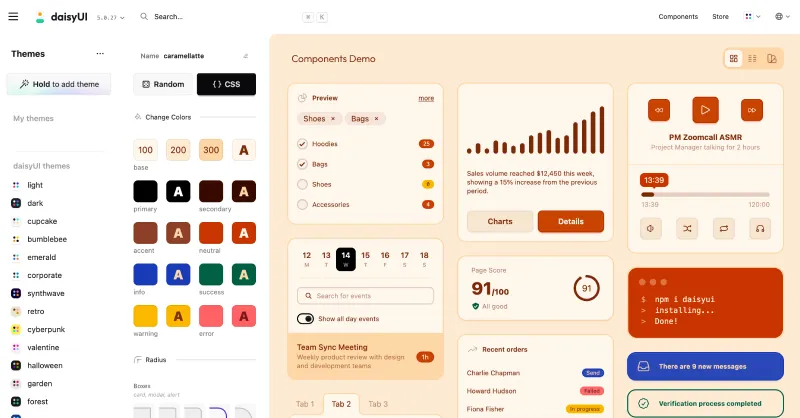 daisyUI 5.0.27
Search...
⌘ K
Components Store
Themes
Hold to add theme
My themes
daisyUI themes
light
dark
cupcake
bumblebee
emerald
corporate
synthwave
retro
cyberpunk
valentine
halloween
garden
forest
Name caramellatte
Random
{ } CSS
Change Colors
100 200 300 A
base
A A
primary secondary
A A
accent neutral
A A
info success
A A
warning error
Radius
Boxes
card, modal, alert
Components Demo
Preview more
Shoes × Bags ×
Hoodies 25
Bags 3
Shoes 0
Accessories 4
12 13 14 15 16 17 18
M T W T F S S
Search for events
Show all day events
Team Sync Meeting
Weekly product review with design
and development teams
1h
Tab 1 Tab 2 Tab 3
Sales volume reached $12,450 this week,
showing a 15% increase from the previous
period.
Charts Details
Page Score
91/100
All good
91
Recent orders
Charlie Chapman Send
Howard Hudson Failed
Fiona Fisher In progress
PM Zoomcall ASMR
Project Manager talking for 2 hours
13:39
13:39 120:00
$ npm i daisyui
> installing...
> Done!
There are 9 new messages
Verification process completed